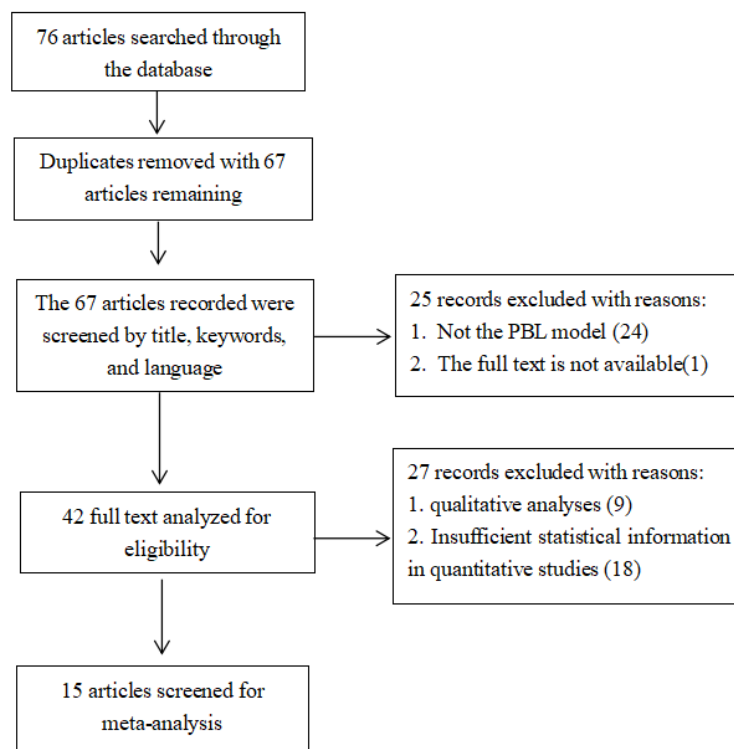 76 articles searched through
the database
Duplicates removed with 67
articles remaining
The 67 articles recorded were
screened by title, keywords,
and language
25 records excluded with reasons:
1. Not the PBL model (24)
2. The full text is not available(1)
42 full text analyzed for
eligibility
27 records excluded with reasons:
1. qualitative analyses (9)
2. Insufficient statistical information
in quantitative studies (18)
15 articles screened for
meta-analysis